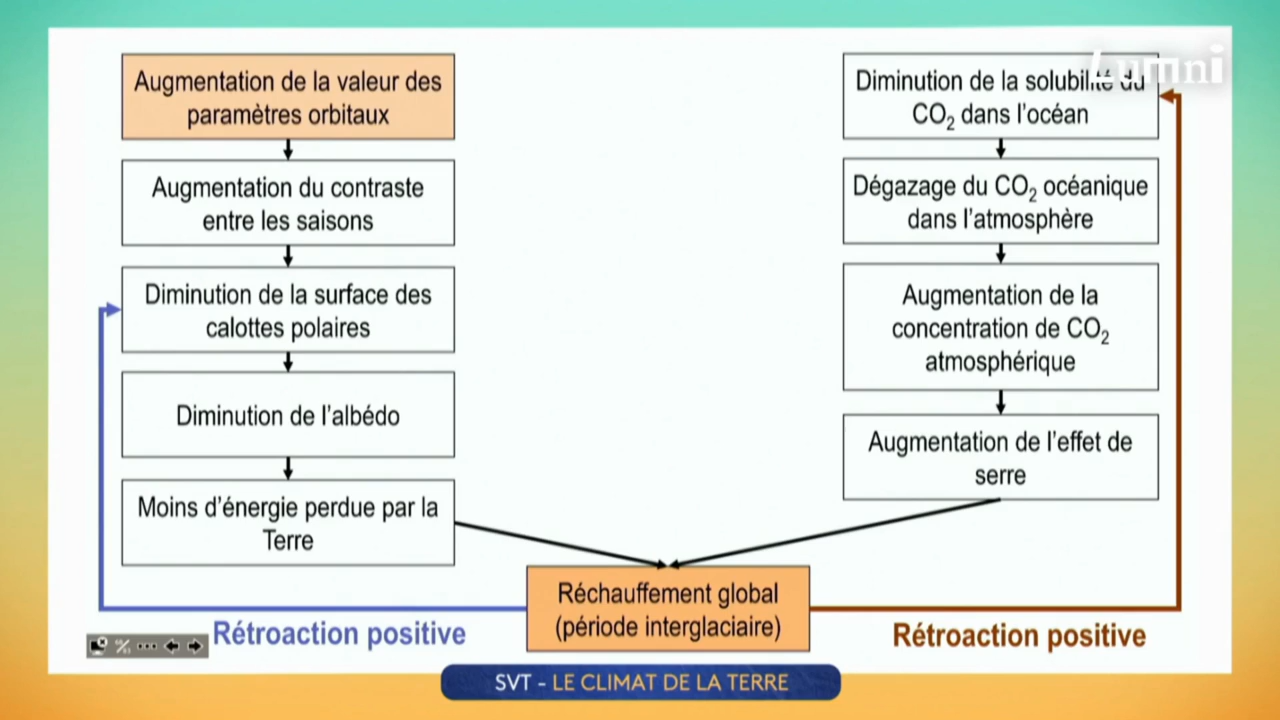 Augmentation de la valeur des
paramètres orbitaux
Augmentation du contraste
entre les saisons
Diminution de la surface des
calottes polaires
Diminution de l'albédo
Moins d'énergie perdue par la
Terre
Lumni
Diminution de la solubilité du
CO₂ dans l'océan
Dégazage du CO₂ océanique
dans l'atmosphère
Augmentation de la
concentration de CO₂
atmosphérique
Augmentation de l'effet de
serre
Réchauffement global
(période interglaciaire)
Rétroaction positive
Rétroaction positive
SVT - LE CLIMAT DE LA TERRE